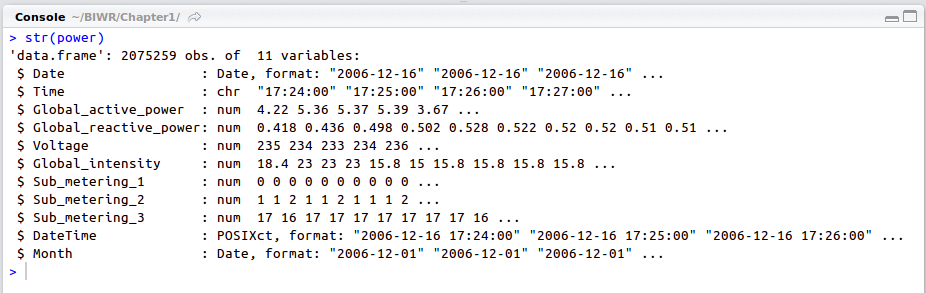 Console ~/BIWR/Chapter1/
> str(power)
'data.frame': 2075259 obs. of  11 variables:
 $ Date                 : Date, format: "2006-12-16" "2006-12-16" "2006-12-16" ...
 $ Time                 : chr  "17:24:00" "17:25:00" "17:26:00" "17:27:00" ...
 $ Global_active_power  : num  4.22 5.36 5.37 5.39 3.67 ...
 $ Global_reactive_power: num  0.418 0.436 0.498 0.502 0.528 0.522 0.52 0.52 0.51 0.51 ...
 $ Voltage              : num  235 234 233 234 236 ...
 $ Global_intensity     : num  18.4 23 23 23 15.8 15 15.8 15.8 15.8 15.8 ...
 $ Sub_metering_1       : num  0 0 0 0 0 0 0 0 0 0 ...
 $ Sub_metering_2       : num  1 1 2 1 1 2 1 1 1 2 ...
 $ Sub_metering_3       : num  17 16 17 17 17 17 17 17 17 16 ...
 $ DateTime             : POSIXct, format: "2006-12-16 17:24:00" "2006-12-16 17:25:00" "2006-12-16 17:26:00" ...
 $ Month                : Date, format: "2006-12-01" "2006-12-01" "2006-12-01" ...
>